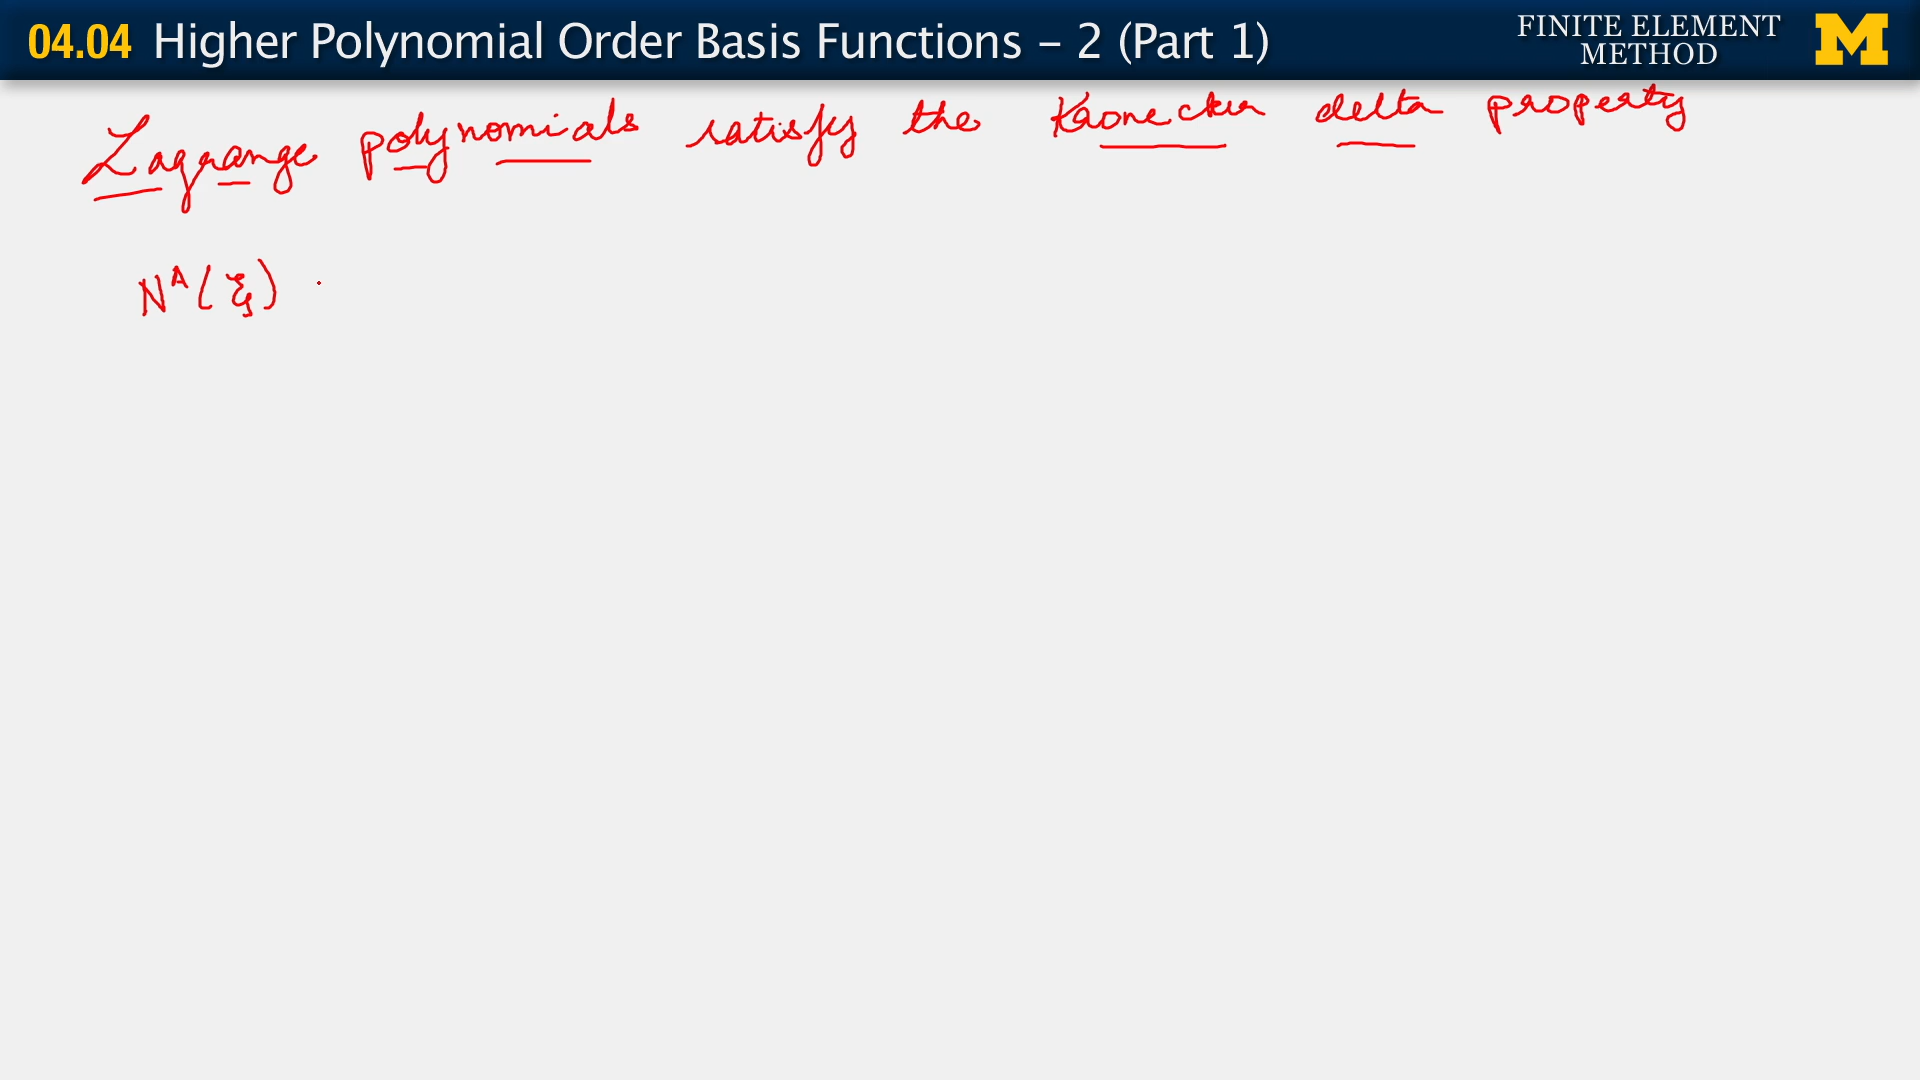 04.04 Higher Polynomial Order Basis Functions – 2 (Part 1)
FINITE ELEMENT
METHOD
M
Lagrange polynomials satisfy the Kronecker delta property
N^A(ξ)